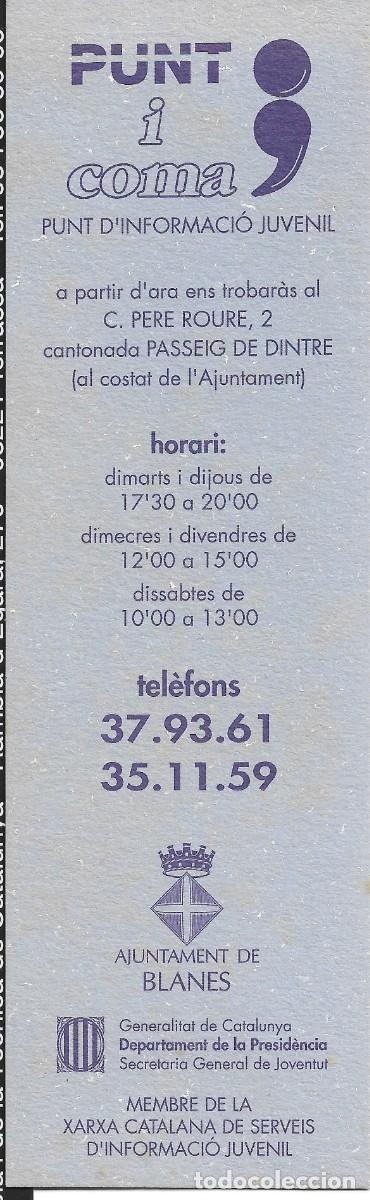 PUNT
i
coma
PUNT D'INFORMACIÓ JUVENIL
a partir d'ara ens trobaràs al
C. PERE ROURE, 2
cantonada PASSEIG DE DINTRE
(al costat de l'Ajuntament)
horari:
dimarts i dijous de
17'30 a 20'00
dimecres i divendres de
12'00 a 15'00
dissàbtes de
10'00 a 13'00
telèfons
37.93.61
35.11.59
AJUNTAMENT DE
BLANES
Generalitat de Catalunya
Departament de la Presidència
Secretaria General de Joventut
MEMBRE DE LA
XARXA CATALANA DE SERVEIS
D'INFORMACIÓ JUVENIL
todocoleccion